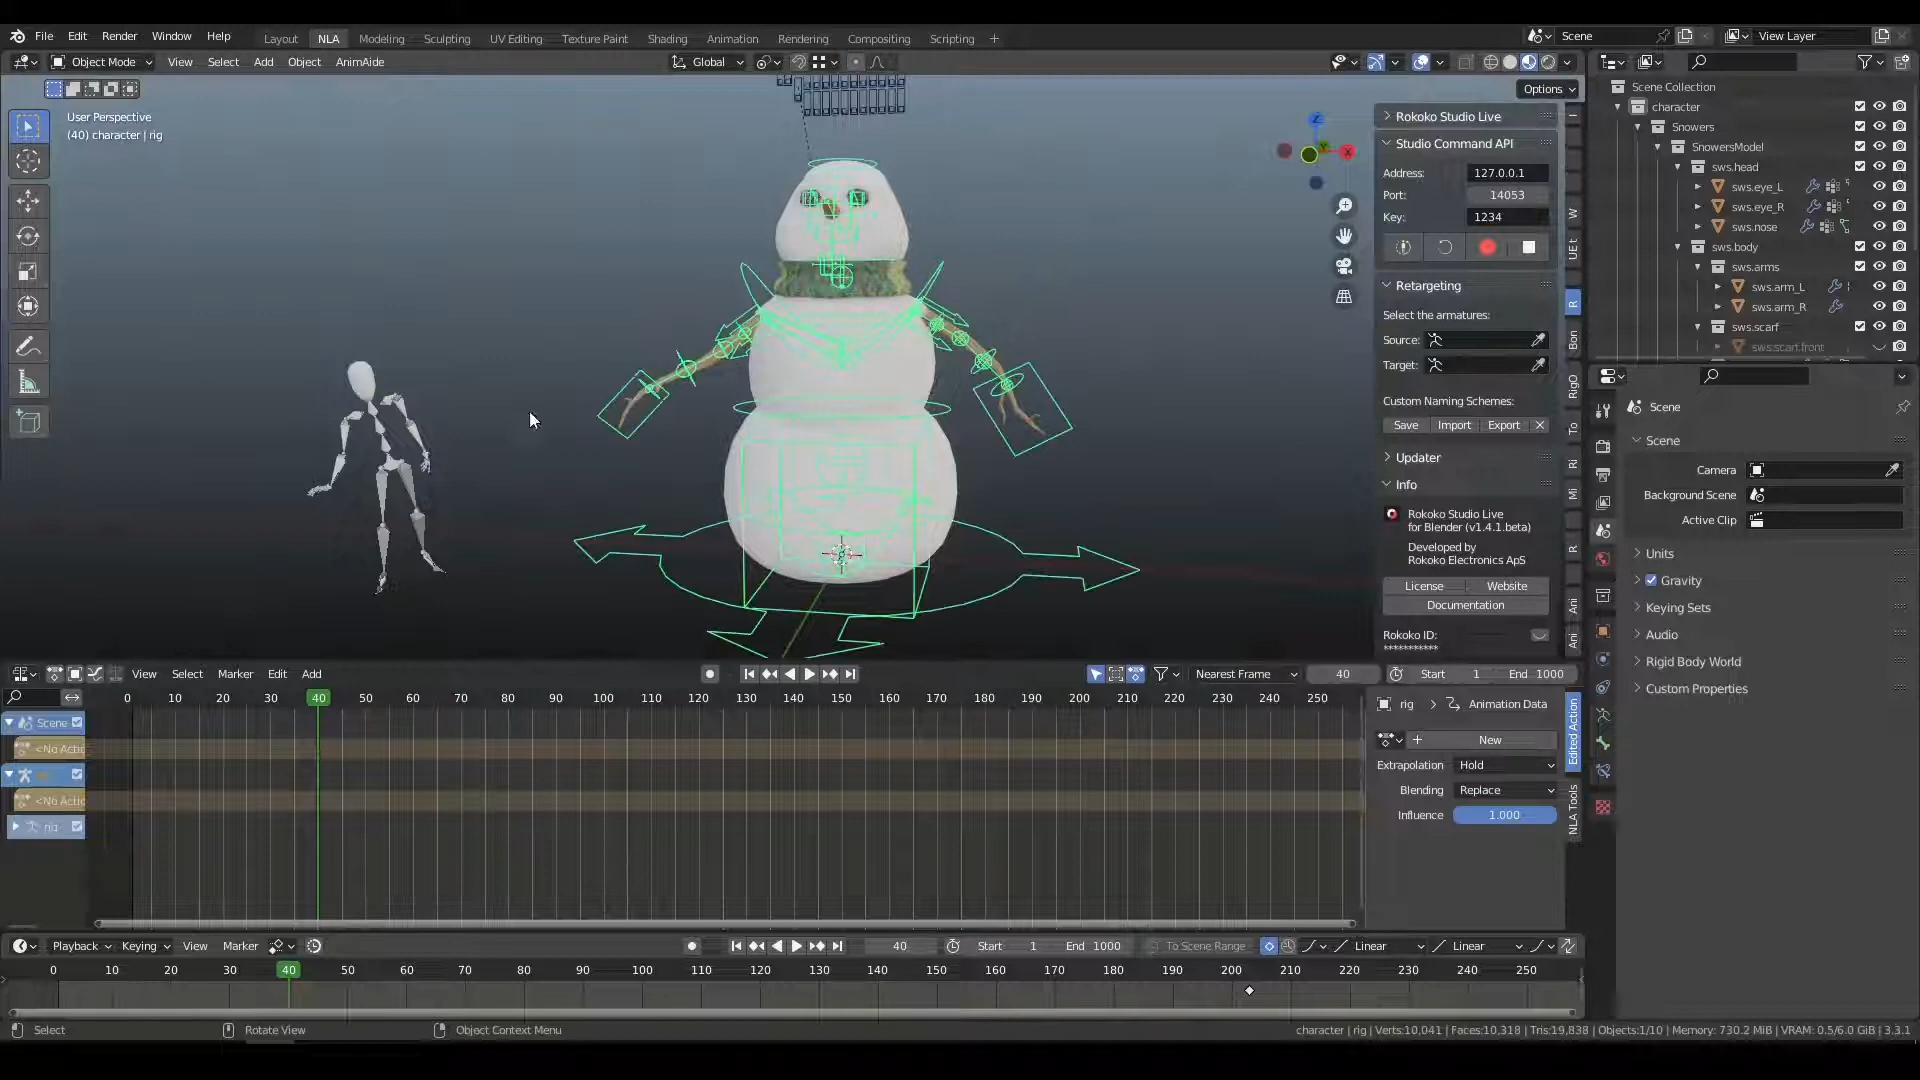 File Edit Render Window Help Layout NLA Modeling Sculpting UV Editing Texture Paint Shading Animation Rendering Compositing Scripting + Scene View Layer
Object Mode View Select Add Object AnimAide Global
Options
User Perspective
(40) character | rig
Rokoko Studio Live
Studio Command API
Address: 127.0.0.1
Port: 14053
Key: 1234
Retargeting
Select the armatures:
Source:
Target:
Custom Naming Schemes:
Save Import Export
Updater
Info
Rokoko Studio Live
for Blender (v1.4.1.beta)
Developed by
Rokoko Electronics ApS
License Website
Documentation
Rokoko ID:
***********
I
W
UE t
R
Bon
RigO
To
Ri
Mi
R
Ani
Ani
Z
X
Scene Collection
character
Snowers
SnowersModel
sws.head
sws.eye_L
sws.eye_R
sws.nose
sws.body
sws.arms
sws.arm_L
sws.arm_R
sws.scarf
sws.scarf.front
Scene
Scene
Camera
Background Scene
Active Clip
Units
Gravity
Keying Sets
Audio
Rigid Body World
Custom Properties
View Select Marker Edit Add Nearest Frame 40 Start 1 End 1000
0 10 20 30 40 50 60 70 80 90 100 110 120 130 140 150 160 170 180 190 200 210 220 230 240 250
Scene
<No Actio
<No Actio
rig
rig > Animation Data
+ New
Extrapolation Hold
Blending Replace
Influence 1.000
Edited Action
NLA Tools
Playback Keying View Marker 40 Start 1 End 1000 To Scene Range Linear Linear
0 10 20 30 40 50 60 70 80 90 100 110 120 130 140 150 160 170 180 190 200 210 220 230 240 250
Select Rotate View Object Context Menu character | rig | Verts:10,041 | Faces:10,318 | Tris:19,838 | Objects:1/10 | Memory: 730.2 MiB | VRAM: 0.5/6.0 GiB | 3.3.1